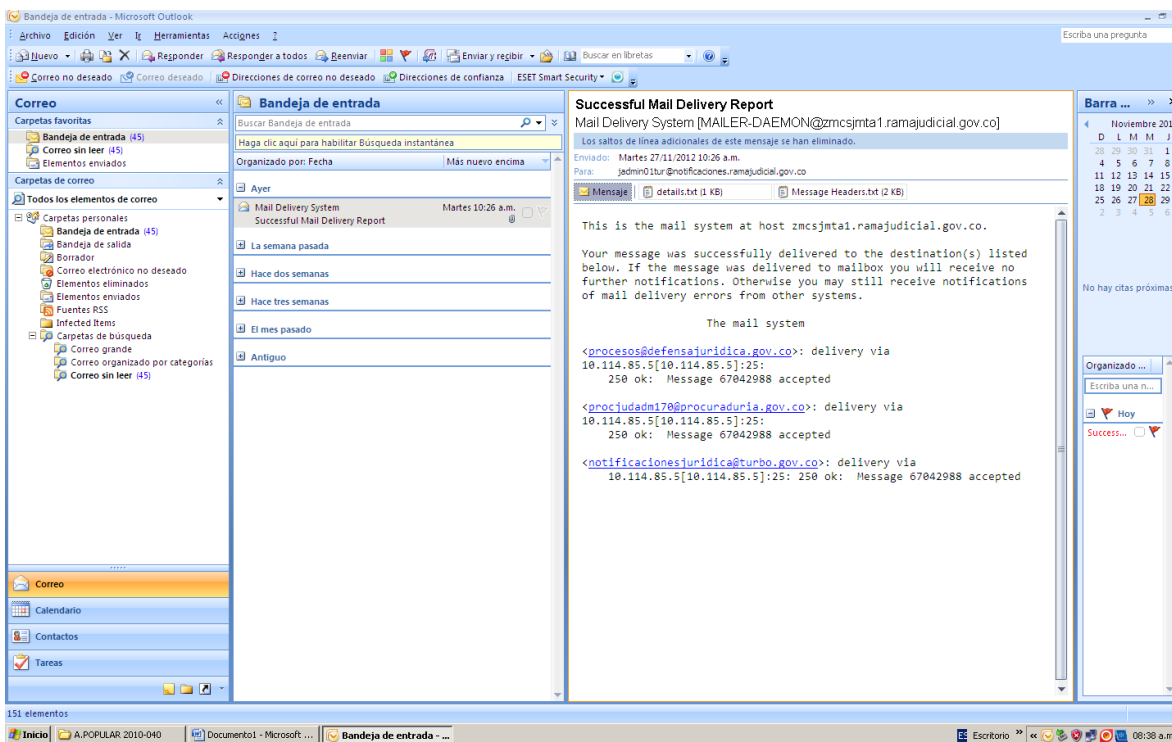 Bandeja de entrada - Microsoft Outlook
Archivo Edición Ver Ir Herramientas Acciones ?
Escriba una pregunta
Nuevo Responder Responder a todos Reenviar Enviar y recibir Buscar en libretas
Correo no deseado Correo deseado Direcciones de correo no deseado Direcciones de confianza ESET Smart Security
Correo
Carpetas favoritas
Bandeja de entrada (45)
Correo sin leer (45)
Elementos enviados
Carpetas de correo
Todos los elementos de correo
Carpetas personales
Bandeja de entrada (45)
Bandeja de salida
Borrador
Correo electrónico no deseado
Elementos eliminados
Elementos enviados
Fuentes RSS
Infected Items
Carpetas de búsqueda
Correo grande
Correo organizado por categorías
Correo sin leer (45)
Correo
Calendario
Contactos
Tareas
Bandeja de entrada
Buscar Bandeja de entrada
Haga clic aquí para habilitar Búsqueda instantánea
Organizado por: Fecha Más nuevo encima
Ayer
Mail Delivery System Martes 10:26 a.m.
Successful Mail Delivery Report
La semana pasada
Hace dos semanas
Hace tres semanas
El mes pasado
Antiguo
Successful Mail Delivery Report
Mail Delivery System [MAILER-DAEMON@zmcsjmta1.ramajudicial.gov.co]
Los saltos de línea adicionales de este mensaje se han eliminado.
Enviado: Martes 27/11/2012 10:26 a.m.
Para: jadmin01tur@notificaciones.ramajudicial.gov.co
Mensaje details.txt (1 KB) Message Headers.txt (2 KB)
This is the mail system at host zmcsjmta1.ramajudicial.gov.co.
Your message was successfully delivered to the destination(s) listed
below. If the message was delivered to mailbox you will receive no
further notifications. Otherwise you may still receive notifications
of mail delivery errors from other systems.
The mail system
<procesos@defensajuridica.gov.co>: delivery via
10.114.85.5[10.114.85.5]:25:
250 ok: Message 67042988 accepted
<procjudadm170@procuraduria.gov.co>: delivery via
10.114.85.5[10.114.85.5]:25:
250 ok: Message 67042988 accepted
<notificacionesjuridica@turbo.gov.co>: delivery via
10.114.85.5[10.114.85.5]:25: 250 ok: Message 67042988 accepted
Barra ... »
Noviembre 201
D L M M J
28 29 30 31 1
4 5 6 7 8
11 12 13 14 15
18 19 20 21 22
25 26 27 28 29
2 3 4 5 6
No hay citas próximas
Organizado ...
Escriba una n...
Hoy
Success...
151 elementos
Inicio A.POPULAR 2010-040 Documento1 - Microsoft ... Bandeja de entrada - ... ES Escritorio » « 08:38 a.m